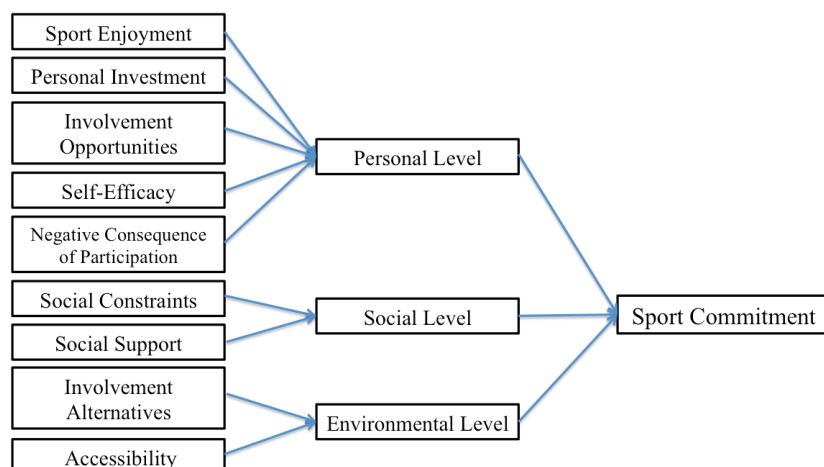 Sport Enjoyment
Personal Investment
Involvement
Opportunities
Self-Efficacy
Negative Consequence
of Participation
Social Constraints
Social Support
Involvement
Alternatives
Accessibility
Personal Level
Social Level
Environmental Level
Sport Commitment